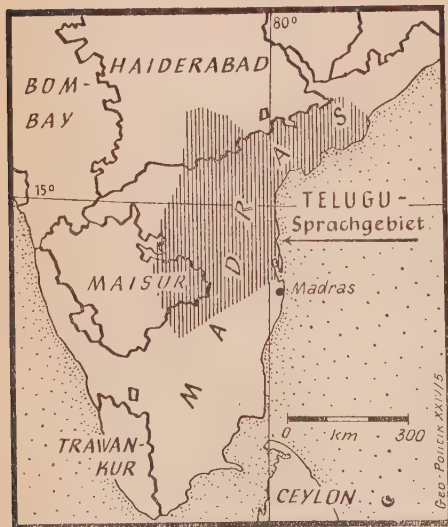 80°
HAIDERABAD
BOM-
BAY
15°
TELUGU-
Sprachgebiet
MAISUR
Madras
MADRAS
TRAWAN-
KUR
0 km 300
CEYLON
GEO-POLITIK XXIV/5